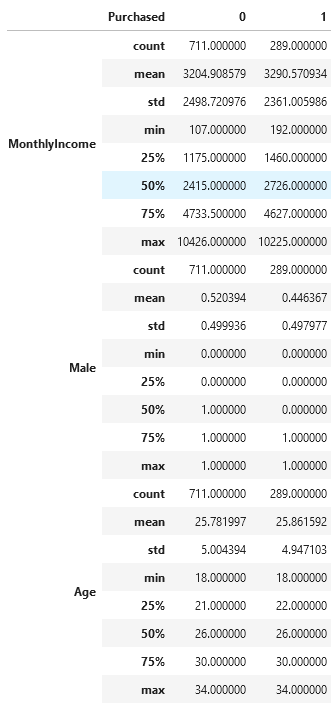 Purchased 0 1
count 711.000000 289.000000
mean 3204.908579 3290.570934
std 2498.720976 2361.005986
min 107.000000 192.000000
MonthlyIncome 25% 1175.000000 1460.000000
50% 2415.000000 2726.000000
75% 4733.500000 4627.000000
max 10426.000000 10225.000000
count 711.000000 289.000000
mean 0.520394 0.446367
std 0.499936 0.497977
min 0.000000 0.000000
Male 25% 0.000000 0.000000
50% 1.000000 0.000000
75% 1.000000 1.000000
max 1.000000 1.000000
count 711.000000 289.000000
mean 25.781997 25.861592
std 5.004394 4.947103
min 18.000000 18.000000
Age 25% 21.000000 22.000000
50% 26.000000 26.000000
75% 30.000000 30.000000
max 34.000000 34.000000